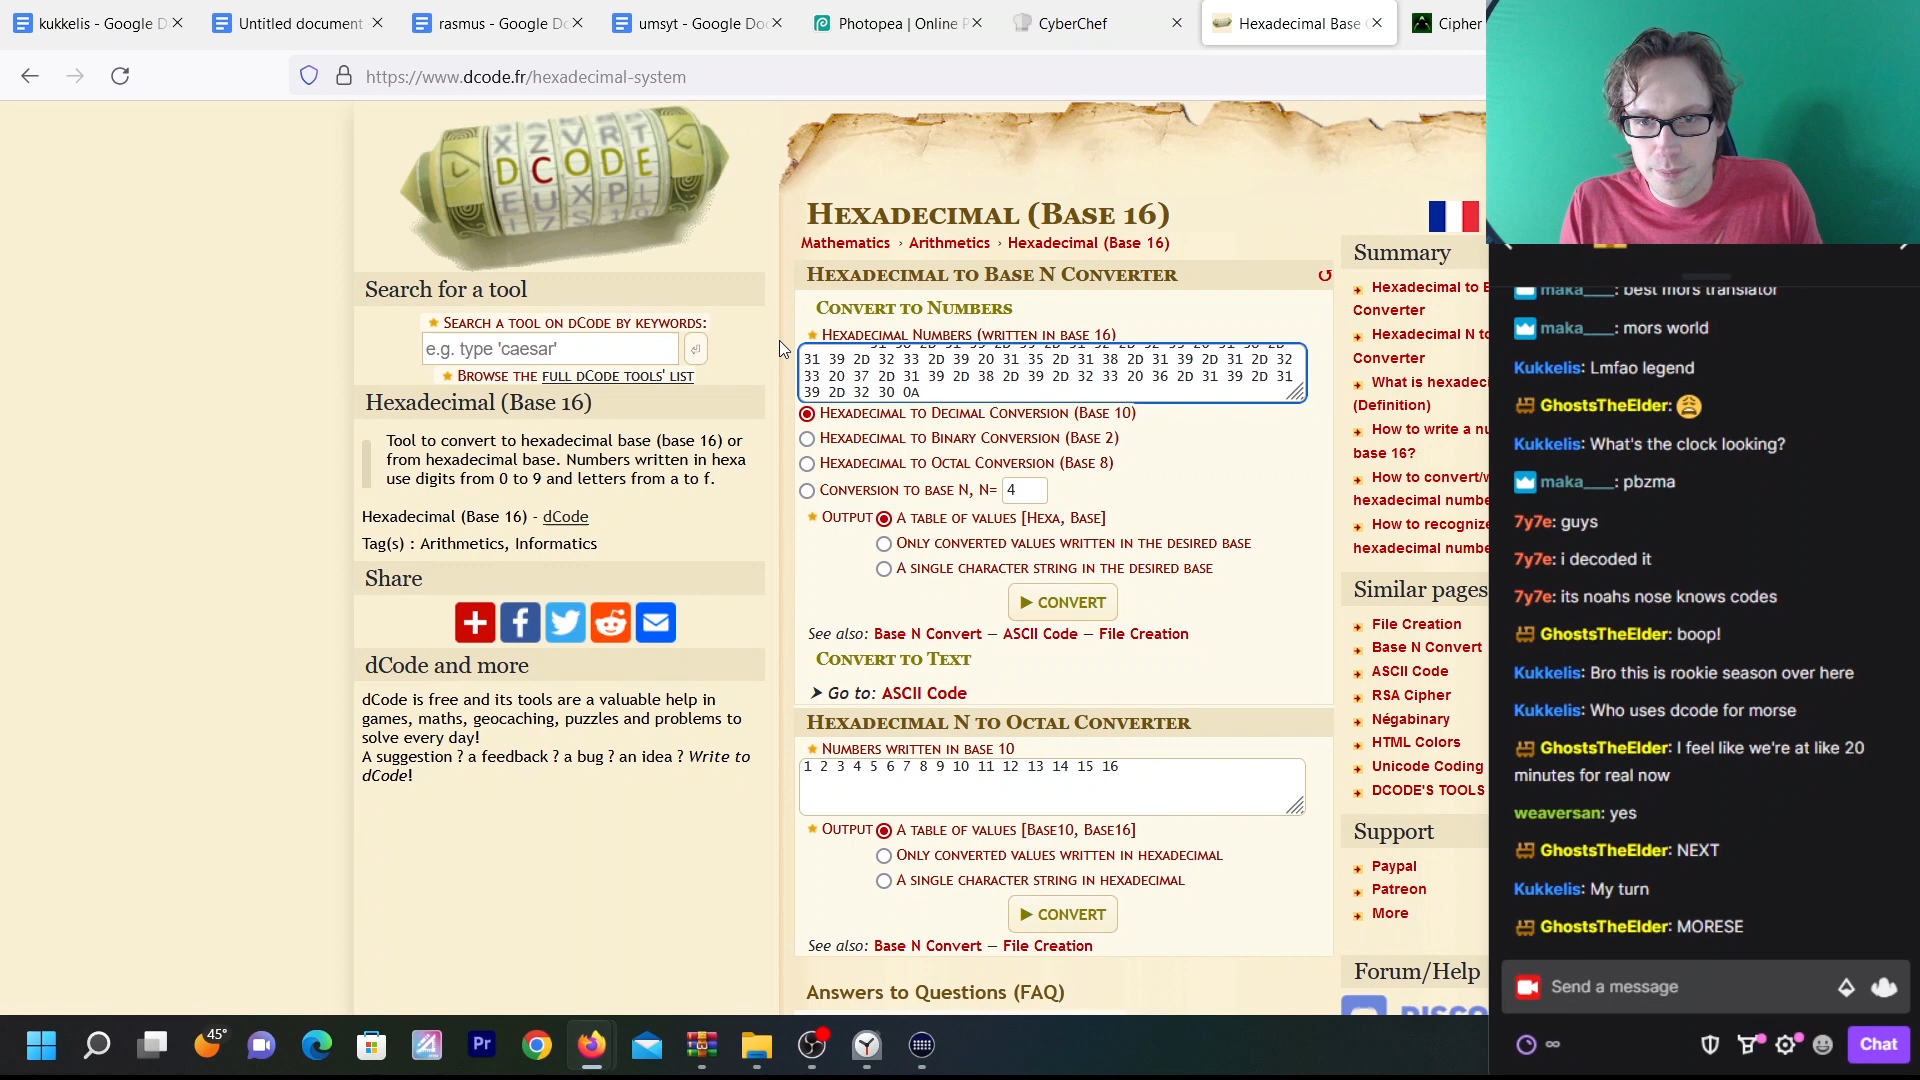 kukkelis - Google D
Untitled document
rasmus - Google Do
umsyt - Google Do
Photopea | Online P
CyberChef
Hexadecimal Base
Cipher
https://www.dcode.fr/hexadecimal-system
DCODE
Search for a tool
Search a tool on dCode by keywords:
e.g. type 'caesar'
Browse the full dCode tools' list
Hexadecimal (Base 16)
Tool to convert to hexadecimal base (base 16) or
from hexadecimal base. Numbers written in hexa
use digits from 0 to 9 and letters from a to f.
Hexadecimal (Base 16) - dCode
Tag(s) : Arithmetics, Informatics
Share
dCode and more
dCode is free and its tools are a valuable help in
games, maths, geocaching, puzzles and problems to
solve every day!
A suggestion ? a feedback ? a bug ? an idea ? Write to
dCode!
Hexadecimal (Base 16)
Mathematics › Arithmetics › Hexadecimal (Base 16)
Hexadecimal to Base N Converter
Convert to Numbers
Hexadecimal Numbers (written in base 16)
31 39 2D 32 33 2D 39 20 31 35 2D 31 38 2D 31 39 2D 31 2D 32
33 20 37 2D 31 39 2D 38 2D 39 2D 32 33 20 36 2D 31 39 2D 31
39 2D 32 30 0A
Hexadecimal to Decimal Conversion (Base 10)
Hexadecimal to Binary Conversion (Base 2)
Hexadecimal to Octal Conversion (Base 8)
Conversion to base N, N= 4
Output A table of values [Hexa, Base]
Only converted values written in the desired base
A single character string in the desired base
► CONVERT
See also: Base N Convert — ASCII Code — File Creation
Convert to Text
➤ Go to: ASCII Code
Hexadecimal N to Octal Converter
Numbers written in base 10
1 2 3 4 5 6 7 8 9 10 11 12 13 14 15 16
Output A table of values [Base10, Base16]
Only converted values written in hexadecimal
A single character string in hexadecimal
► CONVERT
See also: Base N Convert — File Creation
Answers to Questions (FAQ)
Summary
Hexadecimal to B
Converter
Hexadecimal N to
Converter
What is hexadeci
(Definition)
How to write a nu
base 16?
How to convert/w
hexadecimal numbe
How to recognize
hexadecimal numbe
Similar pages
File Creation
Base N Convert
ASCII Code
RSA Cipher
Négabinary
HTML Colors
Unicode Coding
DCODE'S TOOLS
Support
Paypal
Patreon
More
Forum/Help
maka____: best mors translator
maka____: mors world
Kukkelis: Lmfao legend
GhostsTheElder:
Kukkelis: What's the clock looking?
maka____: pbzma
7y7e: guys
7y7e: i decoded it
7y7e: its noahs nose knows codes
GhostsTheElder: boop!
Kukkelis: Bro this is rookie season over here
Kukkelis: Who uses dcode for morse
GhostsTheElder: I feel like we're at like 20
minutes for real now
weaversan: yes
GhostsTheElder: NEXT
Kukkelis: My turn
GhostsTheElder: MORESE
Send a message
Chat
45°
Pr